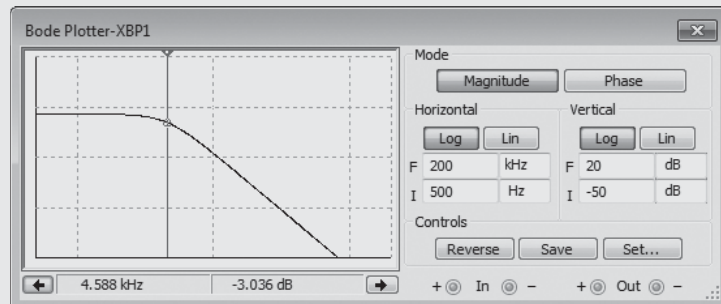 Bode Plotter-XBP1
Mode
Magnitude Phase
Horizontal Vertical
Log Lin Log Lin
F 200 kHz F 20 dB
I 500 Hz I -50 dB
Controls
Reverse Save Set...
4.588 kHz -3.036 dB
+ In - + Out -